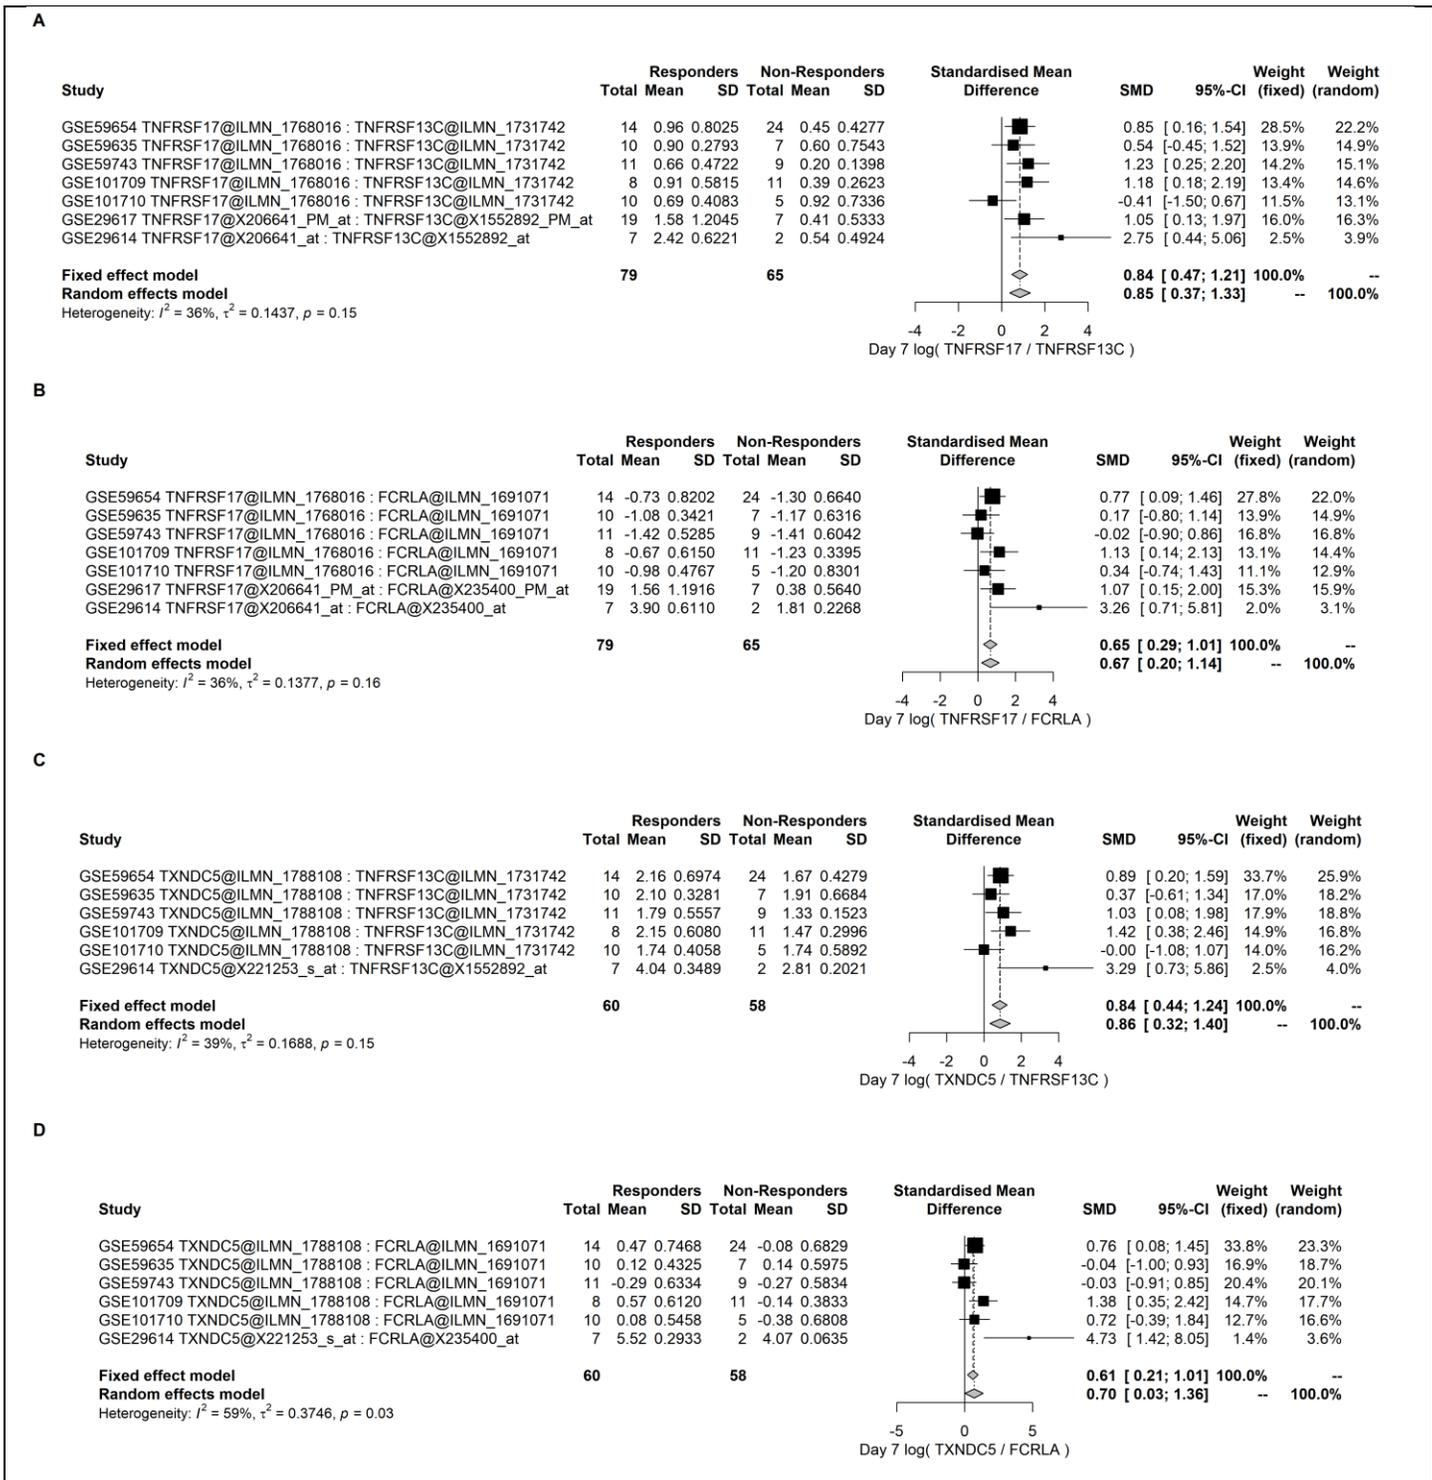 A
Responders Non-Responders Standardised Mean Weight Weight
Study Total Mean SD Total Mean SD Difference SMD 95%-CI (fixed) (random)
GSE59654 TNFRSF17@ILMN_1768016 : TNFRSF13C@ILMN_1731742 14 0.96 0.8025 24 0.45 0.4277 0.85 [ 0.16; 1.54] 28.5% 22.2%
GSE59635 TNFRSF17@ILMN_1768016 : TNFRSF13C@ILMN_1731742 10 0.90 0.2793 7 0.60 0.7543 0.54 [-0.45; 1.52] 13.9% 14.9%
GSE59743 TNFRSF17@ILMN_1768016 : TNFRSF13C@ILMN_1731742 11 0.66 0.4722 9 0.20 0.1398 1.23 [ 0.25; 2.20] 14.2% 15.1%
GSE101709 TNFRSF17@ILMN_1768016 : TNFRSF13C@ILMN_1731742 8 0.91 0.5815 11 0.39 0.2623 1.18 [ 0.18; 2.19] 13.4% 14.6%
GSE101710 TNFRSF17@ILMN_1768016 : TNFRSF13C@ILMN_1731742 10 0.69 0.4083 5 0.92 0.7336 -0.41 [-1.50; 0.67] 11.5% 13.1%
GSE29617 TNFRSF17@X206641_PM_at : TNFRSF13C@X1552892_PM_at 19 1.58 1.2045 7 0.41 0.5333 1.05 [ 0.13; 1.97] 16.0% 16.3%
GSE29614 TNFRSF17@X206641_at : TNFRSF13C@X1552892_at 7 2.42 0.6221 2 0.54 0.4924 2.75 [ 0.44; 5.06] 2.5% 3.9%
Fixed effect model 79 65 0.84 [ 0.47; 1.21] 100.0% --
Random effects model 0.85 [ 0.37; 1.33] -- 100.0%
Heterogeneity: I² = 36%, τ² = 0.1437, p = 0.15
-4 -2 0 2 4
Day 7 log( TNFRSF17 / TNFRSF13C )
B
Responders Non-Responders Standardised Mean Weight Weight
Study Total Mean SD Total Mean SD Difference SMD 95%-CI (fixed) (random)
GSE59654 TNFRSF17@ILMN_1768016 : FCRLA@ILMN_1691071 14 -0.73 0.8202 24 -1.30 0.6640 0.77 [ 0.09; 1.46] 27.8% 22.0%
GSE59635 TNFRSF17@ILMN_1768016 : FCRLA@ILMN_1691071 10 -1.08 0.3421 7 -1.17 0.6316 0.17 [-0.80; 1.14] 13.9% 14.9%
GSE59743 TNFRSF17@ILMN_1768016 : FCRLA@ILMN_1691071 11 -1.42 0.5285 9 -1.41 0.6042 -0.02 [-0.90; 0.86] 16.8% 16.8%
GSE101709 TNFRSF17@ILMN_1768016 : FCRLA@ILMN_1691071 8 -0.67 0.6150 11 -1.23 0.3395 1.13 [ 0.14; 2.13] 13.1% 14.4%
GSE101710 TNFRSF17@ILMN_1768016 : FCRLA@ILMN_1691071 10 -0.98 0.4767 5 -1.20 0.8301 0.34 [-0.74; 1.43] 11.1% 12.9%
GSE29617 TNFRSF17@X206641_PM_at : FCRLA@X235400_PM_at 19 1.56 1.1916 7 0.38 0.5640 1.07 [ 0.15; 2.00] 15.3% 15.9%
GSE29614 TNFRSF17@X206641_at : FCRLA@X235400_at 7 3.90 0.6110 2 1.81 0.2268 3.26 [ 0.71; 5.81] 2.0% 3.1%
Fixed effect model 79 65 0.65 [ 0.29; 1.01] 100.0% --
Random effects model 0.67 [ 0.20; 1.14] -- 100.0%
Heterogeneity: I² = 36%, τ² = 0.1377, p = 0.16
-4 -2 0 2 4
Day 7 log( TNFRSF17 / FCRLA )
C
Responders Non-Responders Standardised Mean Weight Weight
Study Total Mean SD Total Mean SD Difference SMD 95%-CI (fixed) (random)
GSE59654 TXNDC5@ILMN_1788108 : TNFRSF13C@ILMN_1731742 14 2.16 0.6974 24 1.67 0.4279 0.89 [ 0.20; 1.59] 33.7% 25.9%
GSE59635 TXNDC5@ILMN_1788108 : TNFRSF13C@ILMN_1731742 10 2.10 0.3281 7 1.91 0.6684 0.37 [-0.61; 1.34] 17.0% 18.2%
GSE59743 TXNDC5@ILMN_1788108 : TNFRSF13C@ILMN_1731742 11 1.79 0.5557 9 1.33 0.1523 1.03 [ 0.08; 1.98] 17.9% 18.8%
GSE101709 TXNDC5@ILMN_1788108 : TNFRSF13C@ILMN_1731742 8 2.15 0.6080 11 1.47 0.2996 1.42 [ 0.38; 2.46] 14.9% 16.8%
GSE101710 TXNDC5@ILMN_1788108 : TNFRSF13C@ILMN_1731742 10 1.74 0.4058 5 1.74 0.5892 -0.00 [-1.08; 1.07] 14.0% 16.2%
GSE29614 TXNDC5@X221253_s_at : TNFRSF13C@X1552892_at 7 4.04 0.3489 2 2.81 0.2021 3.29 [ 0.73; 5.86] 2.5% 4.0%
Fixed effect model 60 58 0.84 [ 0.44; 1.24] 100.0% --
Random effects model 0.86 [ 0.32; 1.40] -- 100.0%
Heterogeneity: I² = 39%, τ² = 0.1688, p = 0.15
-4 -2 0 2 4
Day 7 log( TXNDC5 / TNFRSF13C )
D
Responders Non-Responders Standardised Mean Weight Weight
Study Total Mean SD Total Mean SD Difference SMD 95%-CI (fixed) (random)
GSE59654 TXNDC5@ILMN_1788108 : FCRLA@ILMN_1691071 14 0.47 0.7468 24 -0.08 0.6829 0.76 [ 0.08; 1.45] 33.8% 23.3%
GSE59635 TXNDC5@ILMN_1788108 : FCRLA@ILMN_1691071 10 0.12 0.4325 7 0.14 0.5975 -0.04 [-1.00; 0.93] 16.9% 18.7%
GSE59743 TXNDC5@ILMN_1788108 : FCRLA@ILMN_1691071 11 -0.29 0.6334 9 -0.27 0.5834 -0.03 [-0.91; 0.85] 20.4% 20.1%
GSE101709 TXNDC5@ILMN_1788108 : FCRLA@ILMN_1691071 8 0.57 0.6120 11 -0.14 0.3833 1.38 [ 0.35; 2.42] 14.7% 17.7%
GSE101710 TXNDC5@ILMN_1788108 : FCRLA@ILMN_1691071 10 0.08 0.5458 5 -0.38 0.6808 0.72 [-0.39; 1.84] 12.7% 16.6%
GSE29614 TXNDC5@X221253_s_at : FCRLA@X235400_at 7 5.52 0.2933 2 4.07 0.0635 4.73 [ 1.42; 8.05] 1.4% 3.6%
Fixed effect model 60 58 0.61 [ 0.21; 1.01] 100.0% --
Random effects model 0.70 [ 0.03; 1.36] -- 100.0%
Heterogeneity: I² = 59%, τ² = 0.3746, p = 0.03
-5 0 5
Day 7 log( TXNDC5 / FCRLA )